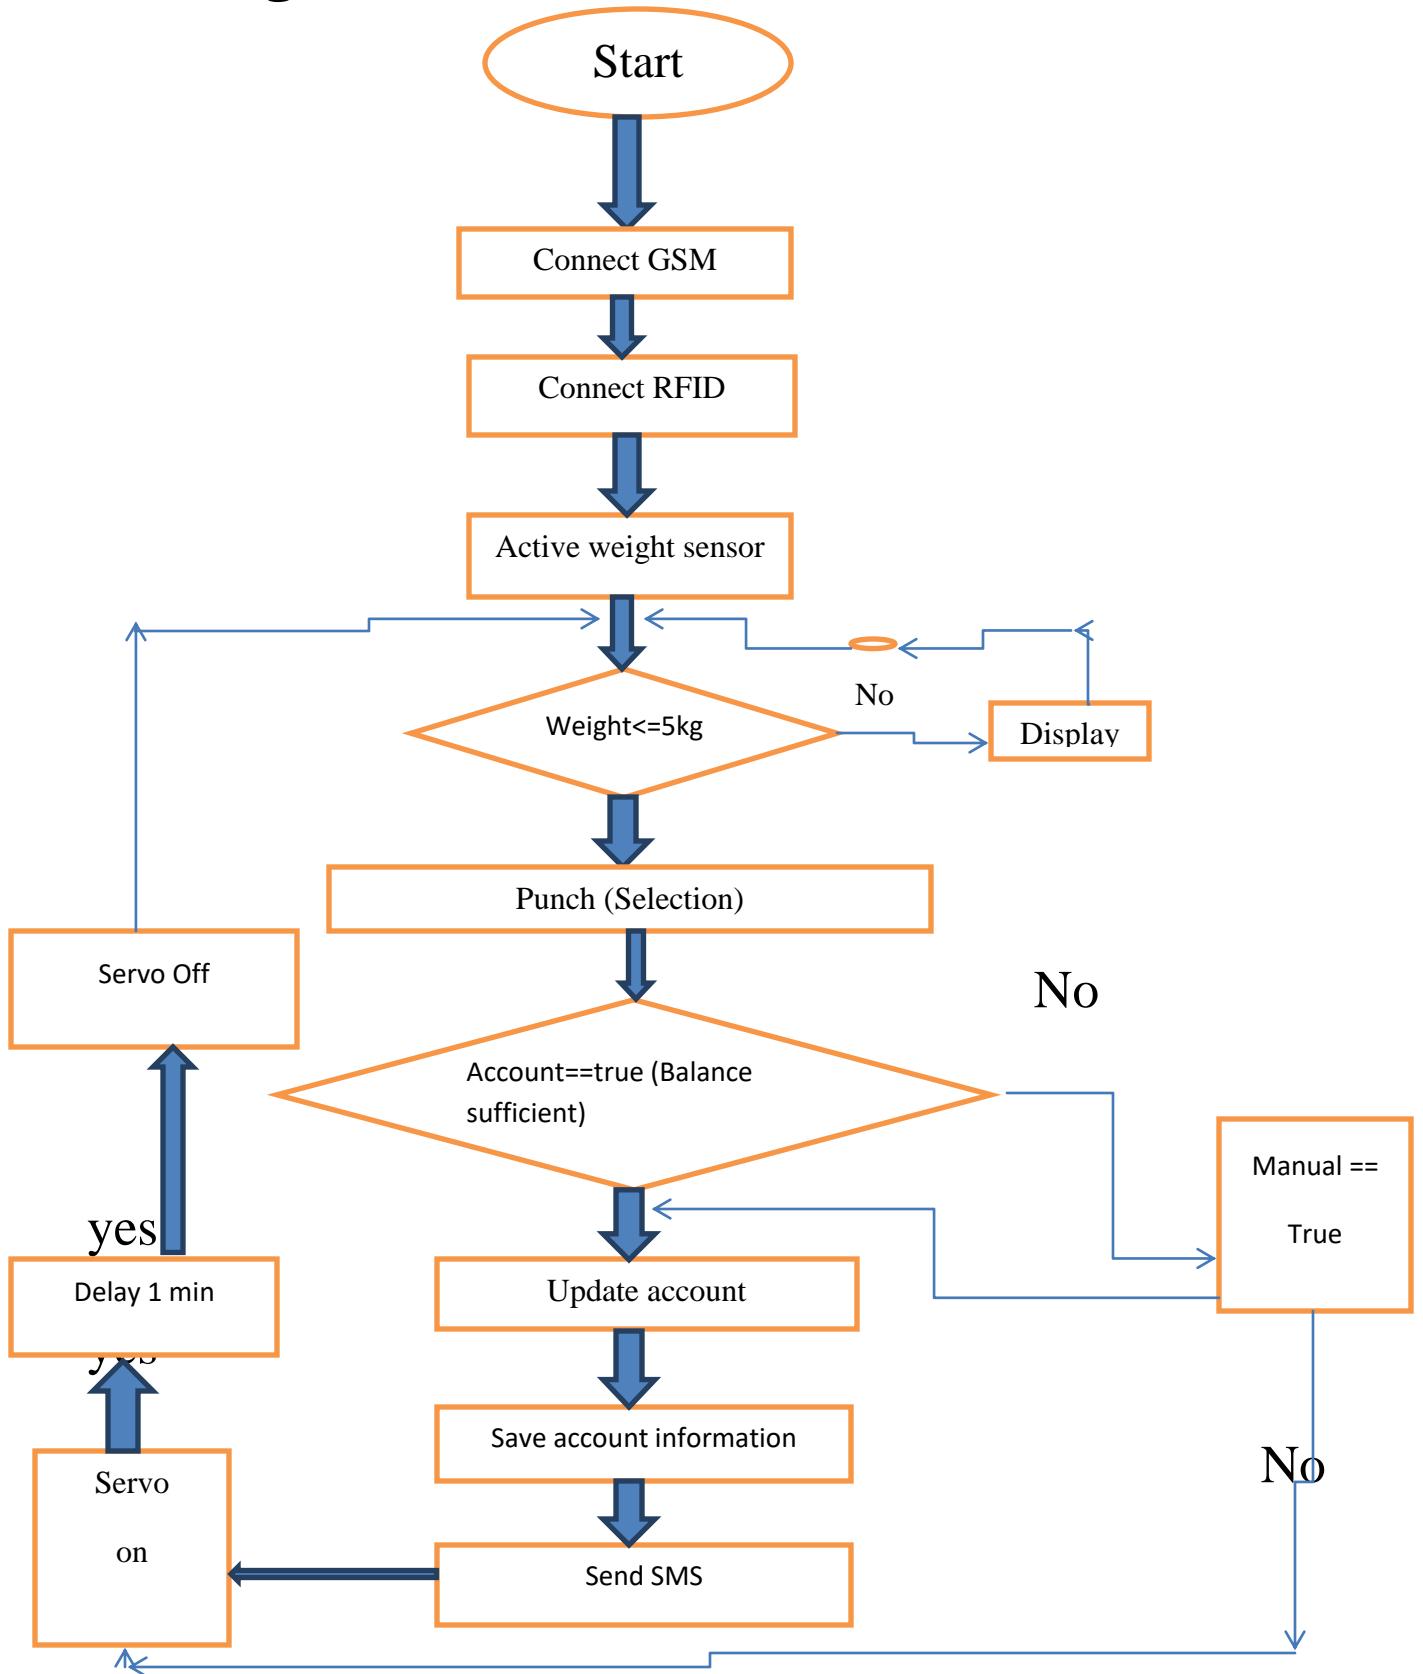 Start
Connect GSM
Connect RFID
Active weight sensor
No
Weight<=5kg
Display
Punch (Selection)
Servo Off
No
Account==true (Balance
sufficient)
Manual ==
True
yes
Delay 1 min
Update account
yes
Save account information
No
Servo
on
Send SMS